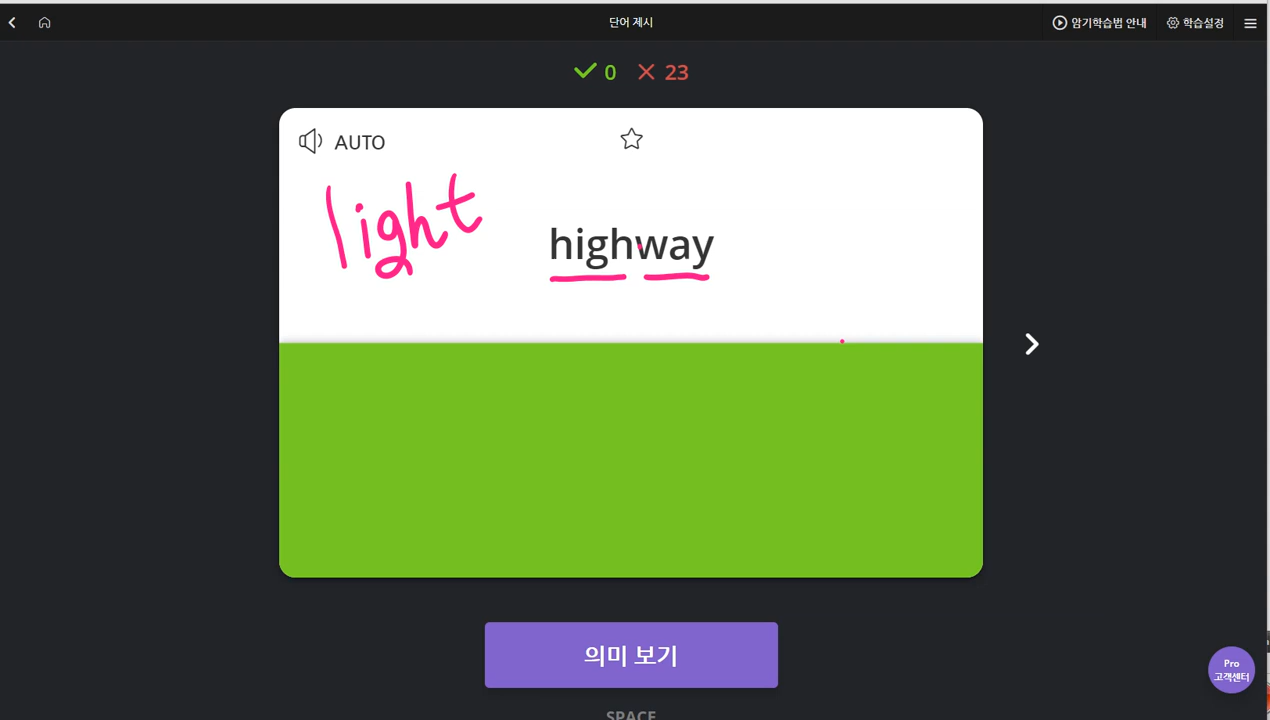 단어 제시
암기학습법 안내
학습설정
0
23
AUTO
light
highway
의미 보기
Pro
고객센터
SPACE